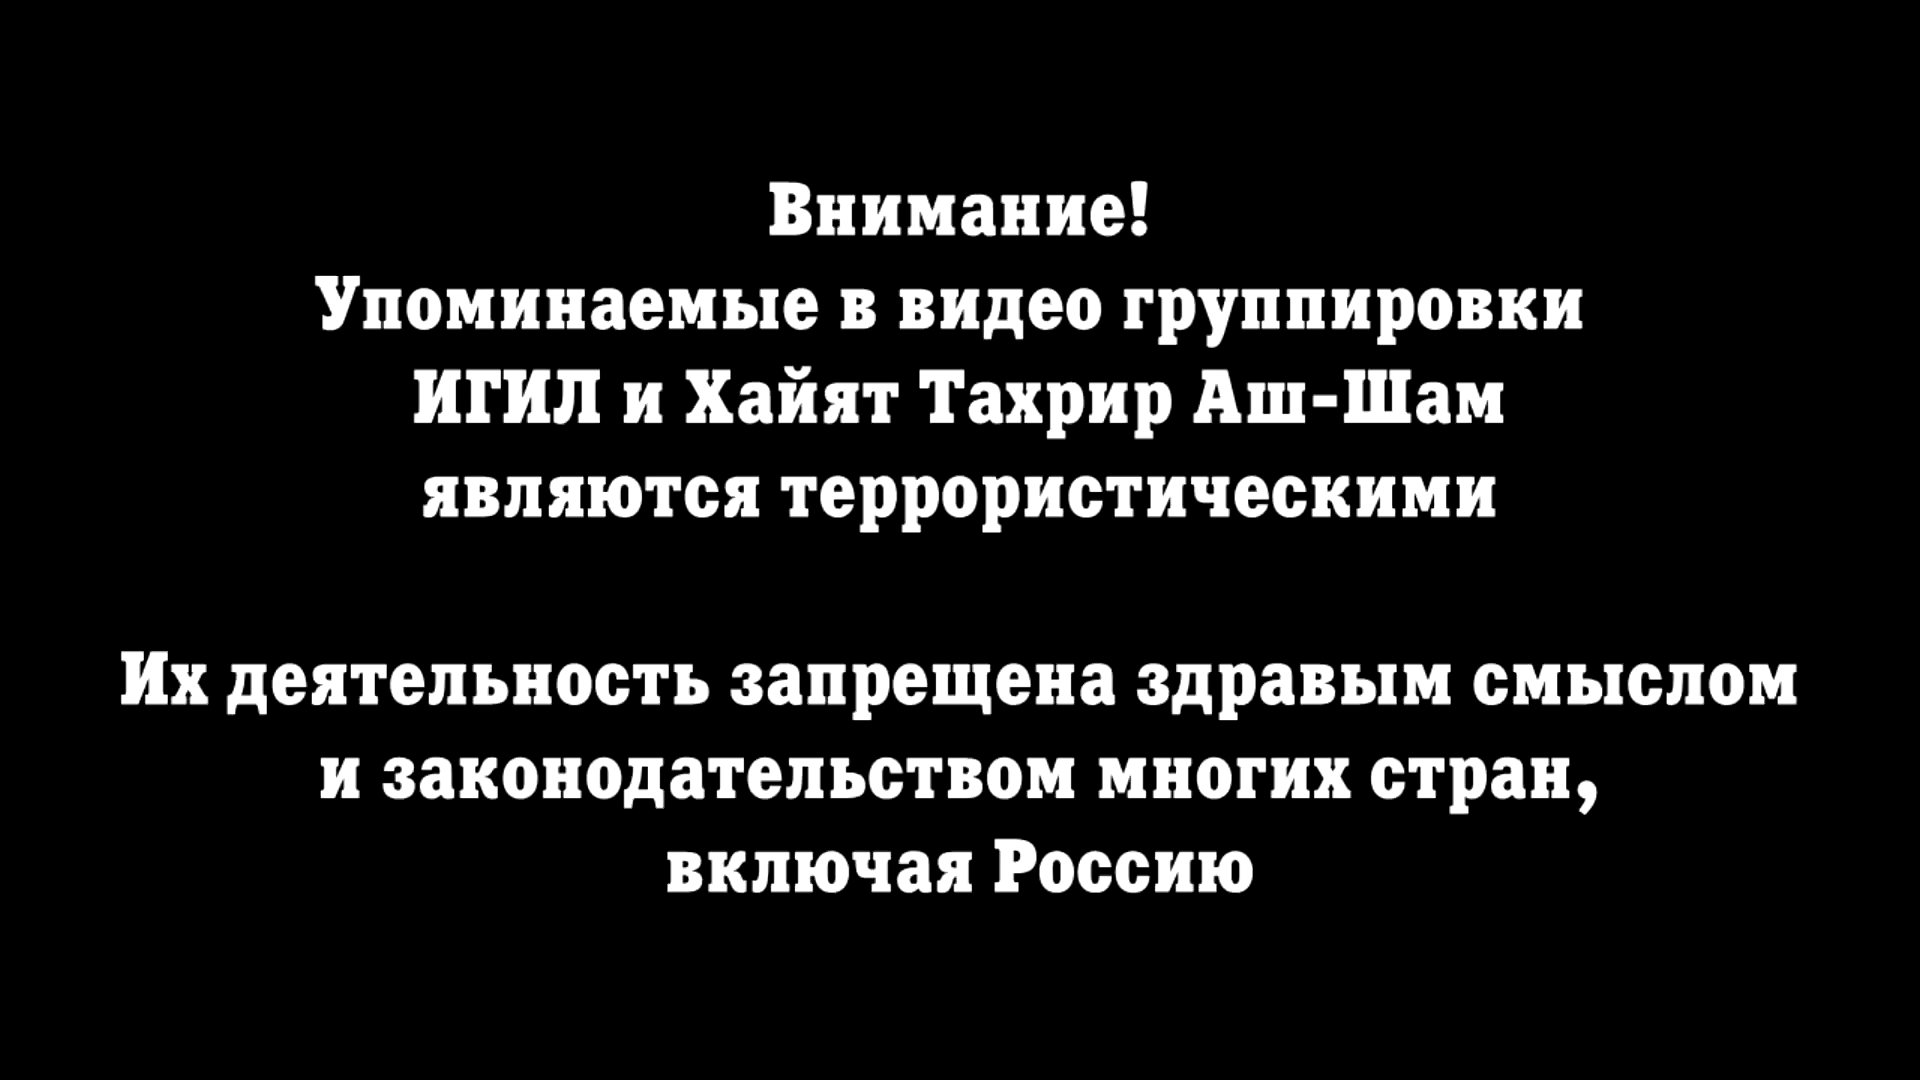 Внимание!
Упоминаемые в видео группировки
ИГИЛ и Хайят Тахрир Аш-Шам
являются террористическими
Их деятельность запрещена здравым смыслом
и законодательством многих стран,
включая Россию